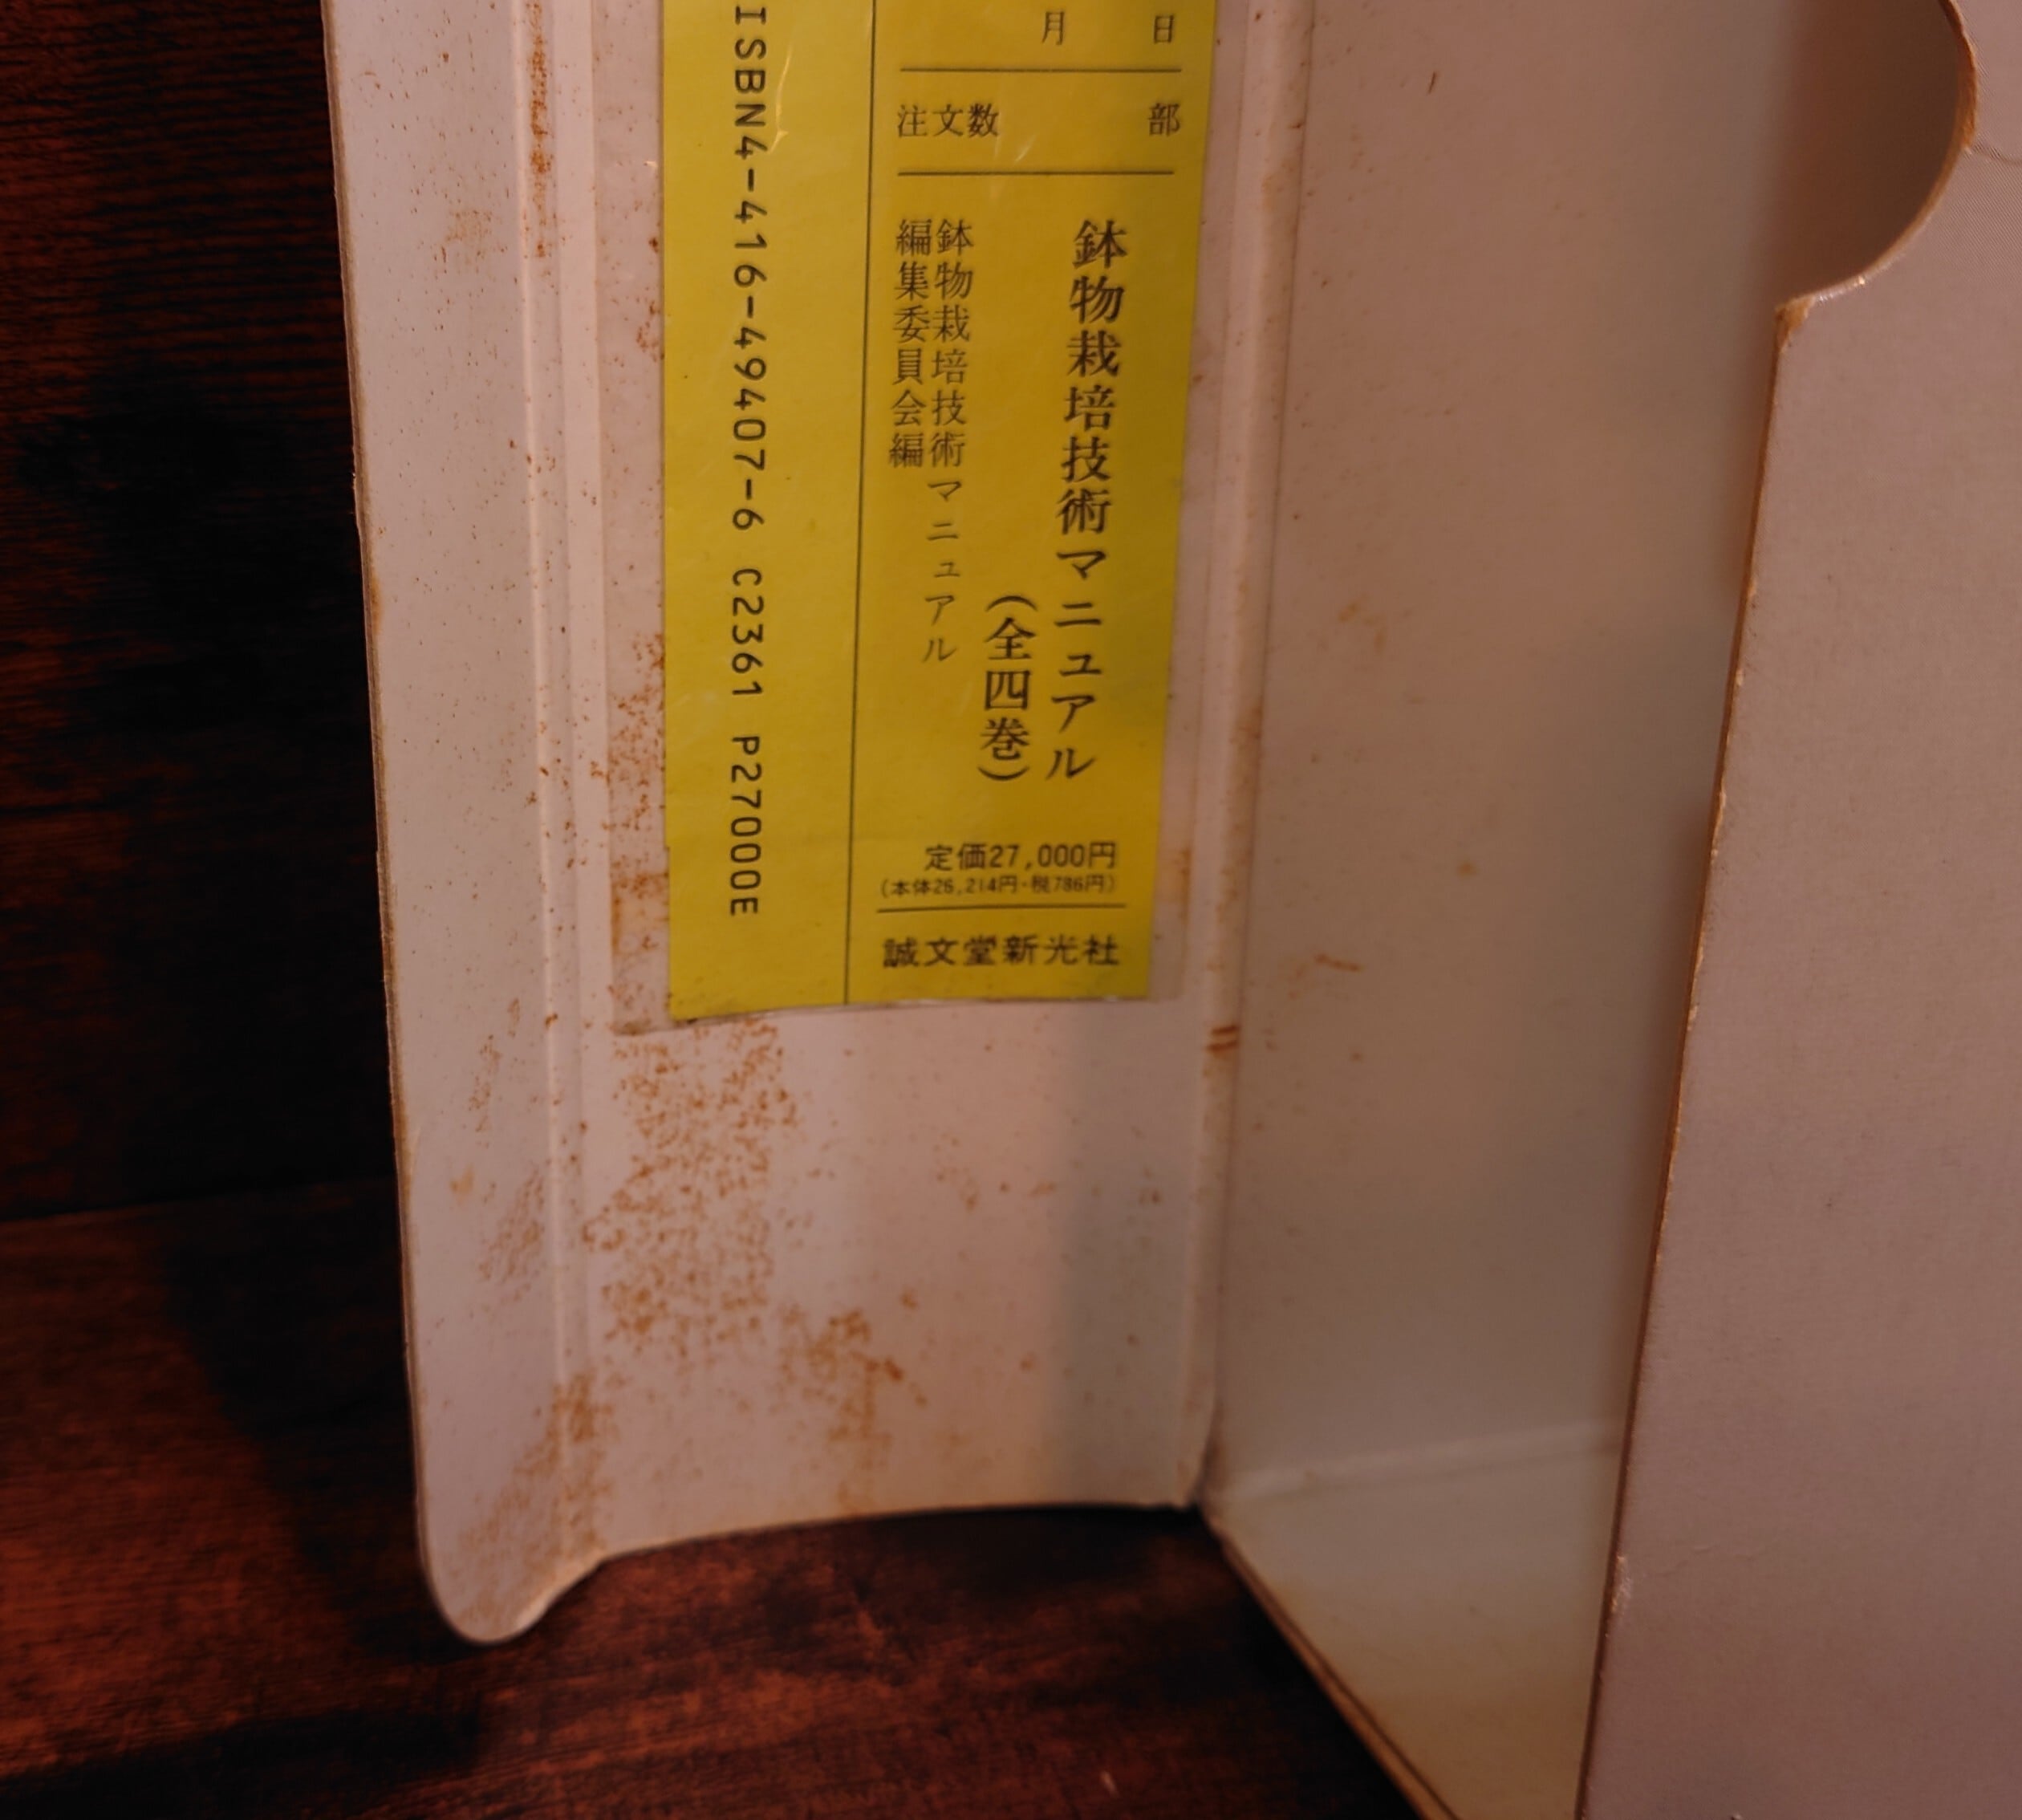 月 日
注文数 部
鉢物栽培技術マニュアル
(全四巻)
鉢物栽培技術マニュアル
編集委員会編
定価27,000円
(本体26,214円・税786円)
誠文堂新光社
ISBN4-416-49407-6 C2361 P27000E